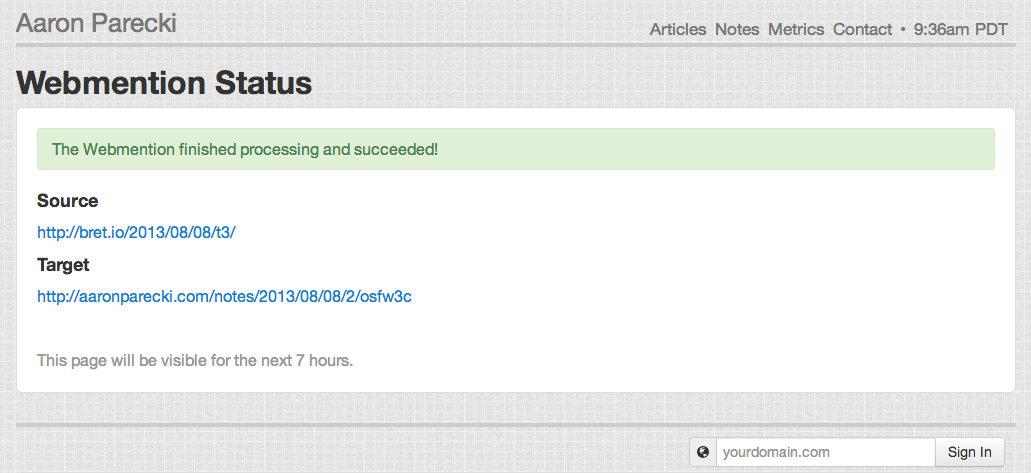 Aaron Parecki
Articles Notes Metrics Contact • 9:36am PDT
Webmention Status
The Webmention finished processing and succeeded!
Source
http://bret.io/2013/08/08/t3/
Target
http://aaronparecki.com/notes/2013/08/08/2/osfw3c
This page will be visible for the next 7 hours.
yourdomain.com Sign In